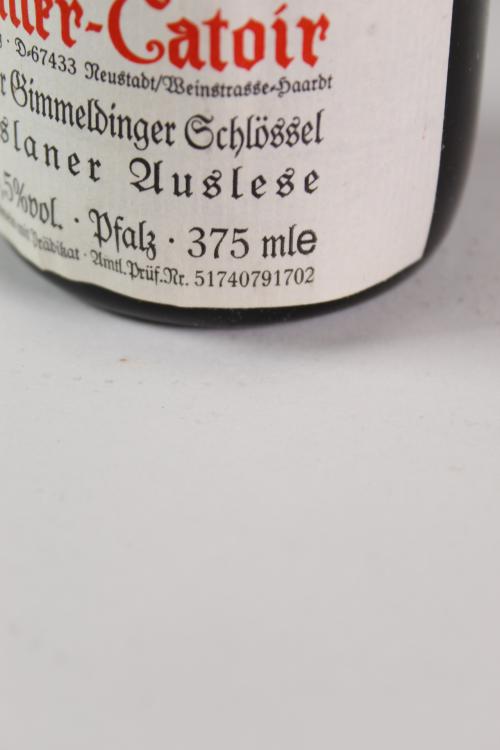 ller-Catoir
· D-67433 Neustadt/Weinstrasse-Haardt
r Gimmeldinger Schlössel
slaner Auslese
,5%vol. · Pfalz · 375 mle
mit Prädikat · Amtl.Prüf.Nr. 51740791702